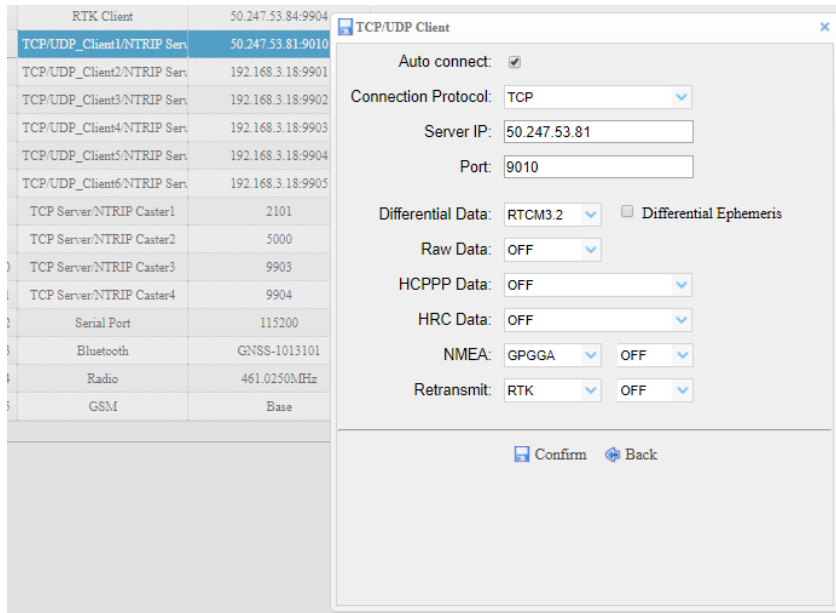 RTK Client 50.247.53.84:9904
TCP/UDP_Client1/NTRIP Serv 50.247.53.81:9010
TCP/UDP_Client2/NTRIP Serv 192.168.3.18:9901
TCP/UDP_Client3/NTRIP Serv 192.168.3.18:9902
TCP/UDP_Client4/NTRIP Serv 192.168.3.18:9903
TCP/UDP_Client5/NTRIP Serv 192.168.3.18:9904
TCP/UDP_Client6/NTRIP Serv 192.168.3.18:9905
TCP Server/NTRIP Caster1 2101
TCP Server/NTRIP Caster2 5000
TCP Server/NTRIP Caster3 9903
TCP Server/NTRIP Caster4 9904
Serial Port 115200
Bluetooth GNSS-1013101
Radio 461.0250MHz
GSM Base
TCP/UDP Client
Auto connect:
Connection Protocol: TCP
Server IP: 50.247.53.81
Port: 9010
Differential Data: RTCM3.2 Differential Ephemeris
Raw Data: OFF
HCPPP Data: OFF
HRC Data: OFF
NMEA: GPGGA OFF
Retransmit: RTK OFF
Confirm Back